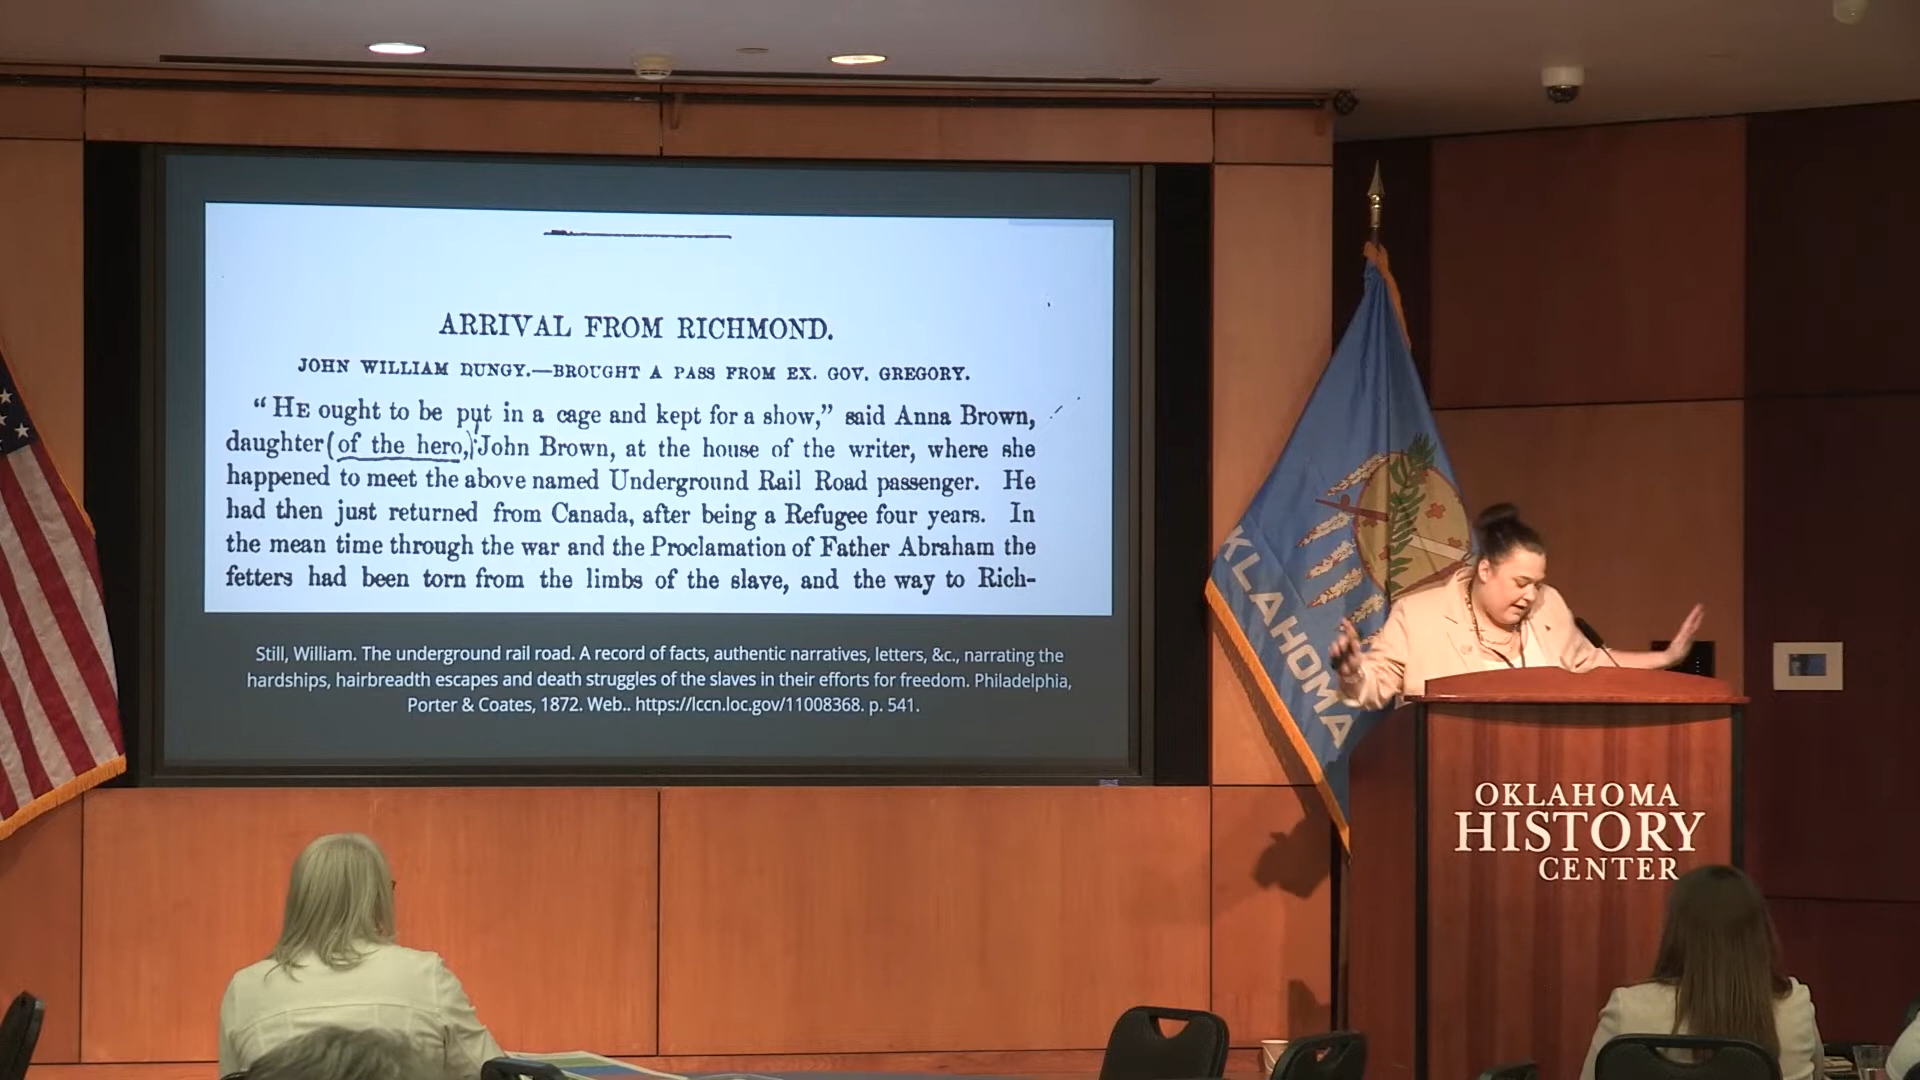 ARRIVAL FROM RICHMOND.
JOHN WILLIAM DUNGY.—BROUGHT A PASS FROM EX. GOV. GREGORY.
“HE ought to be put in a cage and kept for a show,” said Anna Brown,
daughter (of the hero,) John Brown, at the house of the writer, where she
happened to meet the above named Underground Rail Road passenger. He
had then just returned from Canada, after being a Refugee four years. In
the mean time through the war and the Proclamation of Father Abraham the
fetters had been torn from the limbs of the slave, and the way to Rich-
Still, William. The underground rail road. A record of facts, authentic narratives, letters, &c., narrating the
hardships, hairbreadth escapes and death struggles of the slaves in their efforts for freedom. Philadelphia,
Porter & Coates, 1872. Web.. https://lccn.loc.gov/11008368. p. 541.
KLAHOMA
OKLAHOMA
HISTORY
CENTER